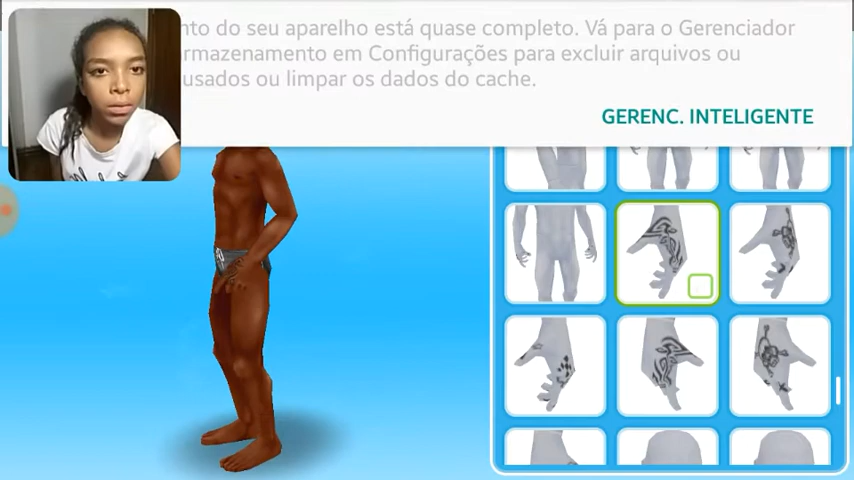 nto do seu aparelho está quase completo. Vá para o Gerenciador
rmazenamento em Configurações para excluir arquivos ou
usados ou limpar os dados do cache.
GERENC. INTELIGENTE